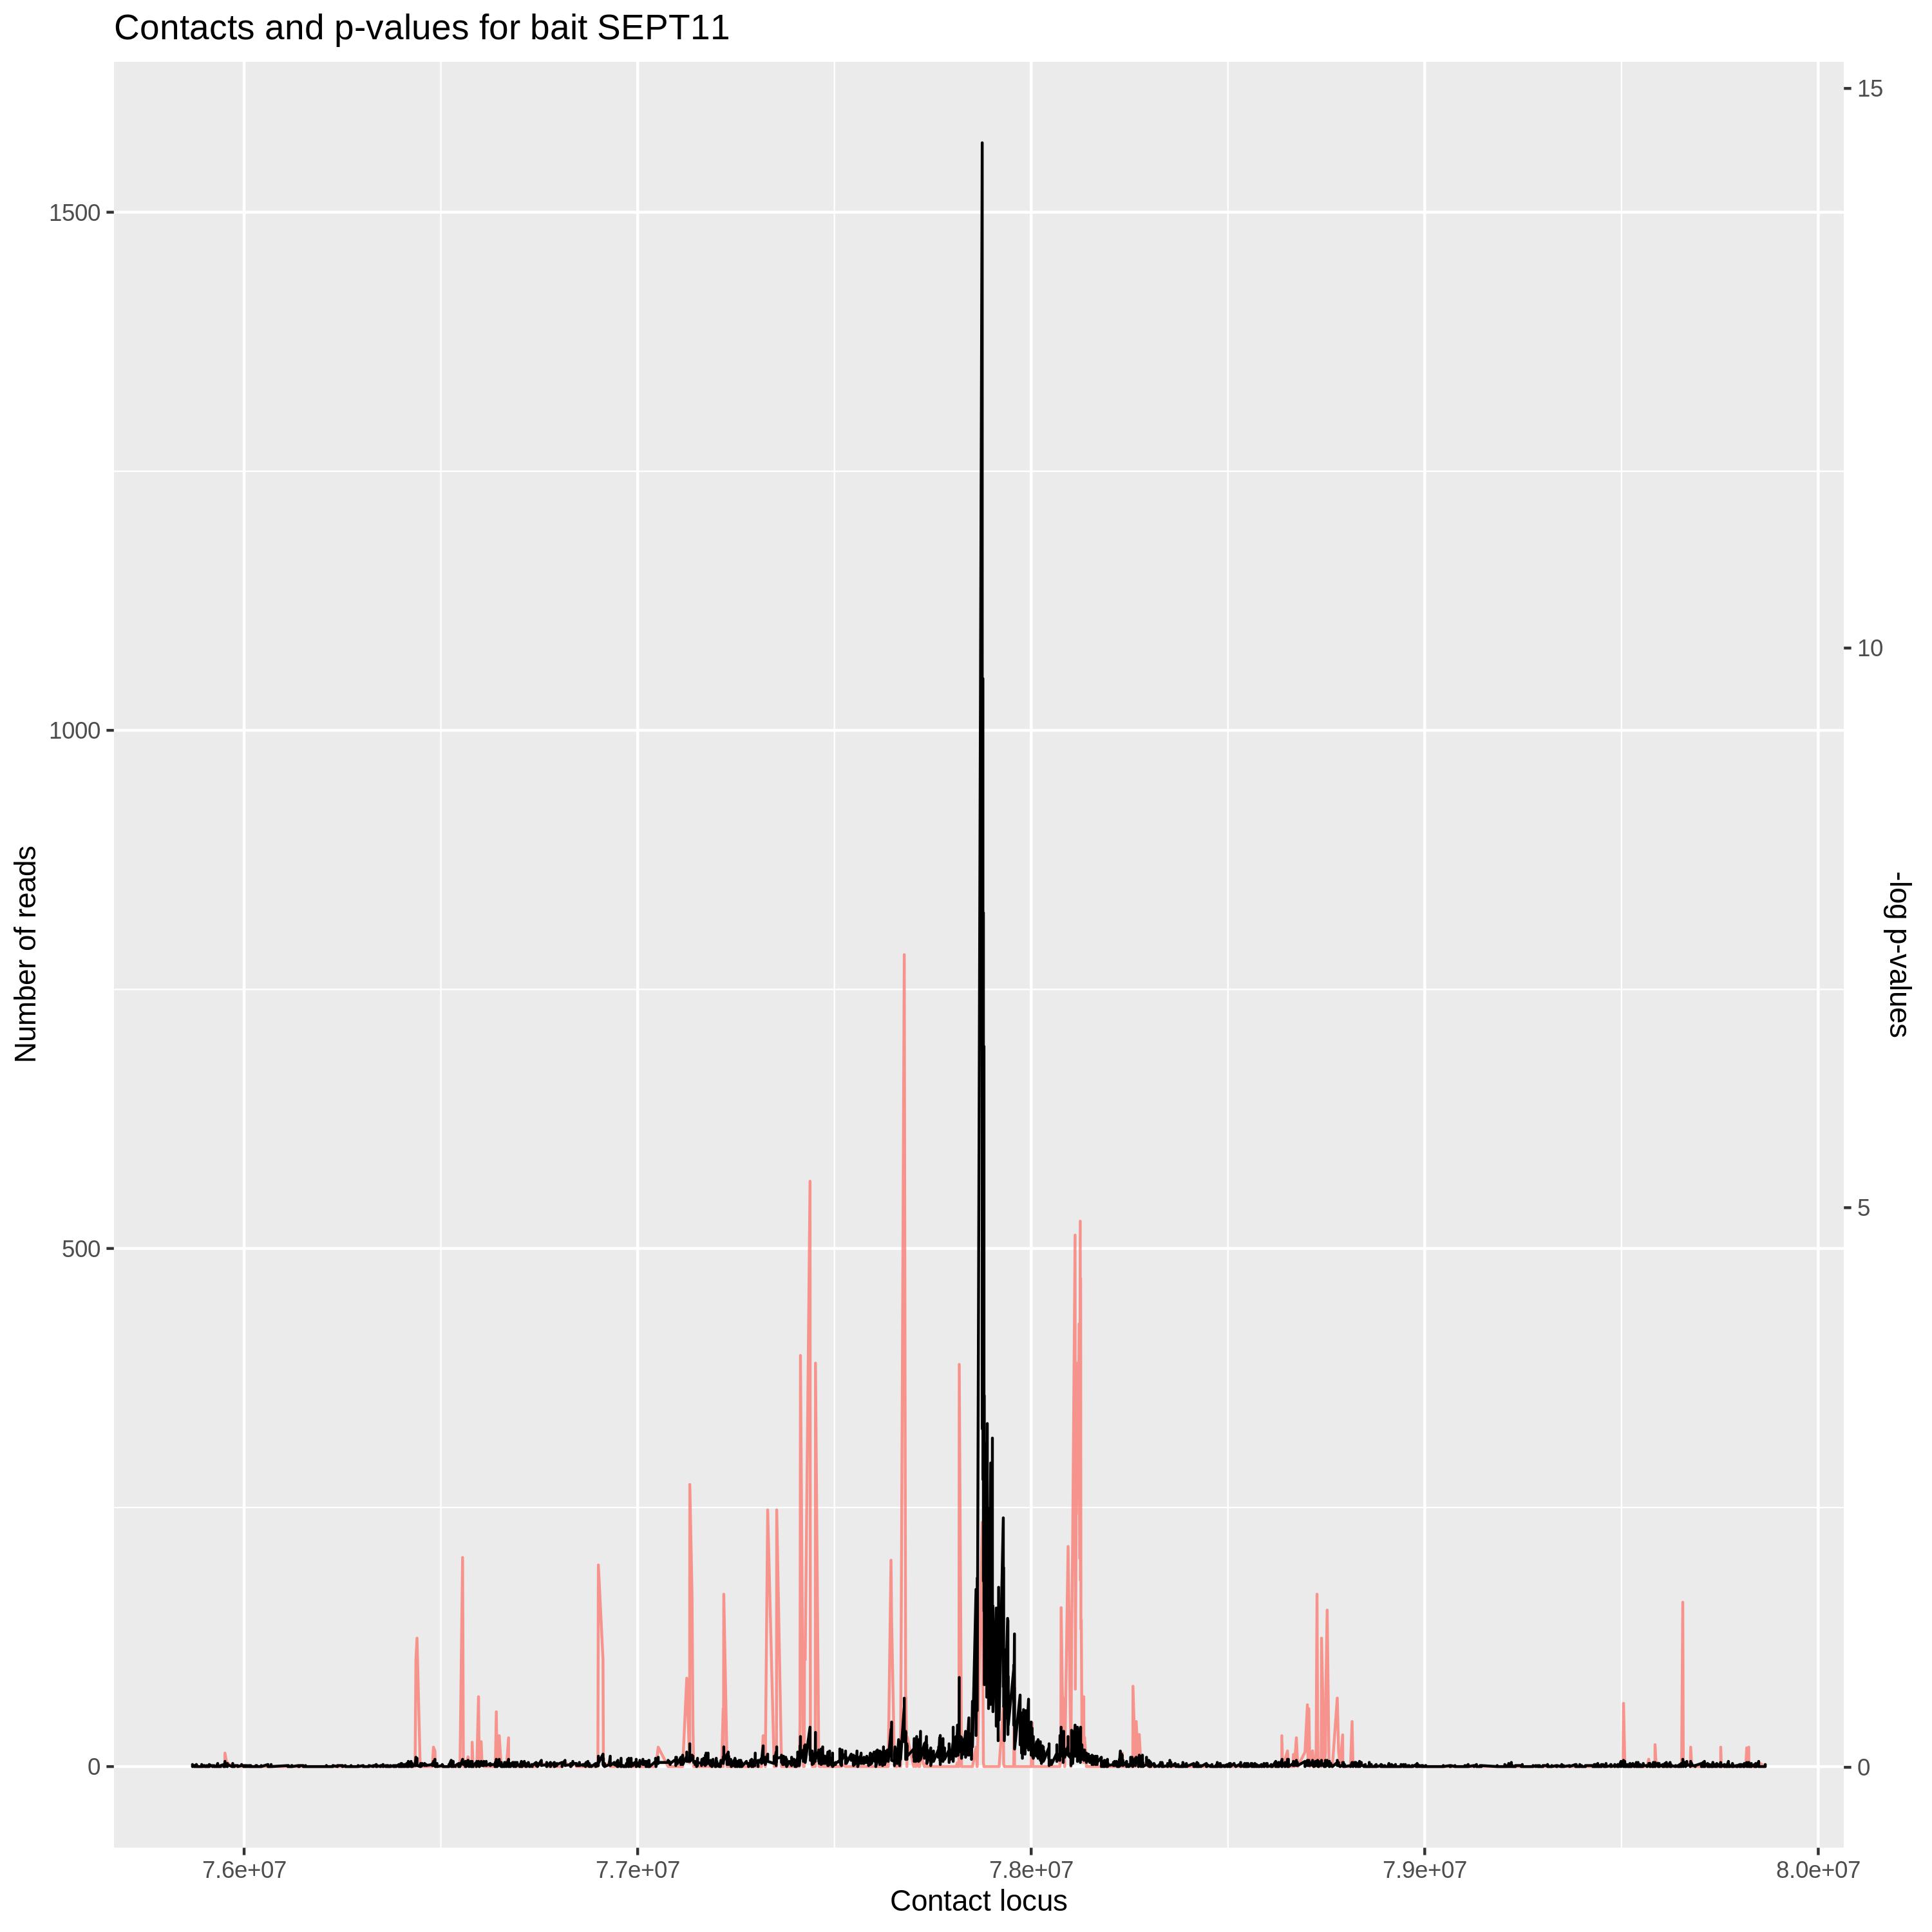 Contacts and p-values for bait SEPT11
15
1500
10
1000
Number of reads
-log p-values
5
500
0
0
7.6e+07
7.7e+07
7.8e+07
7.9e+07
8.0e+07
Contact locus